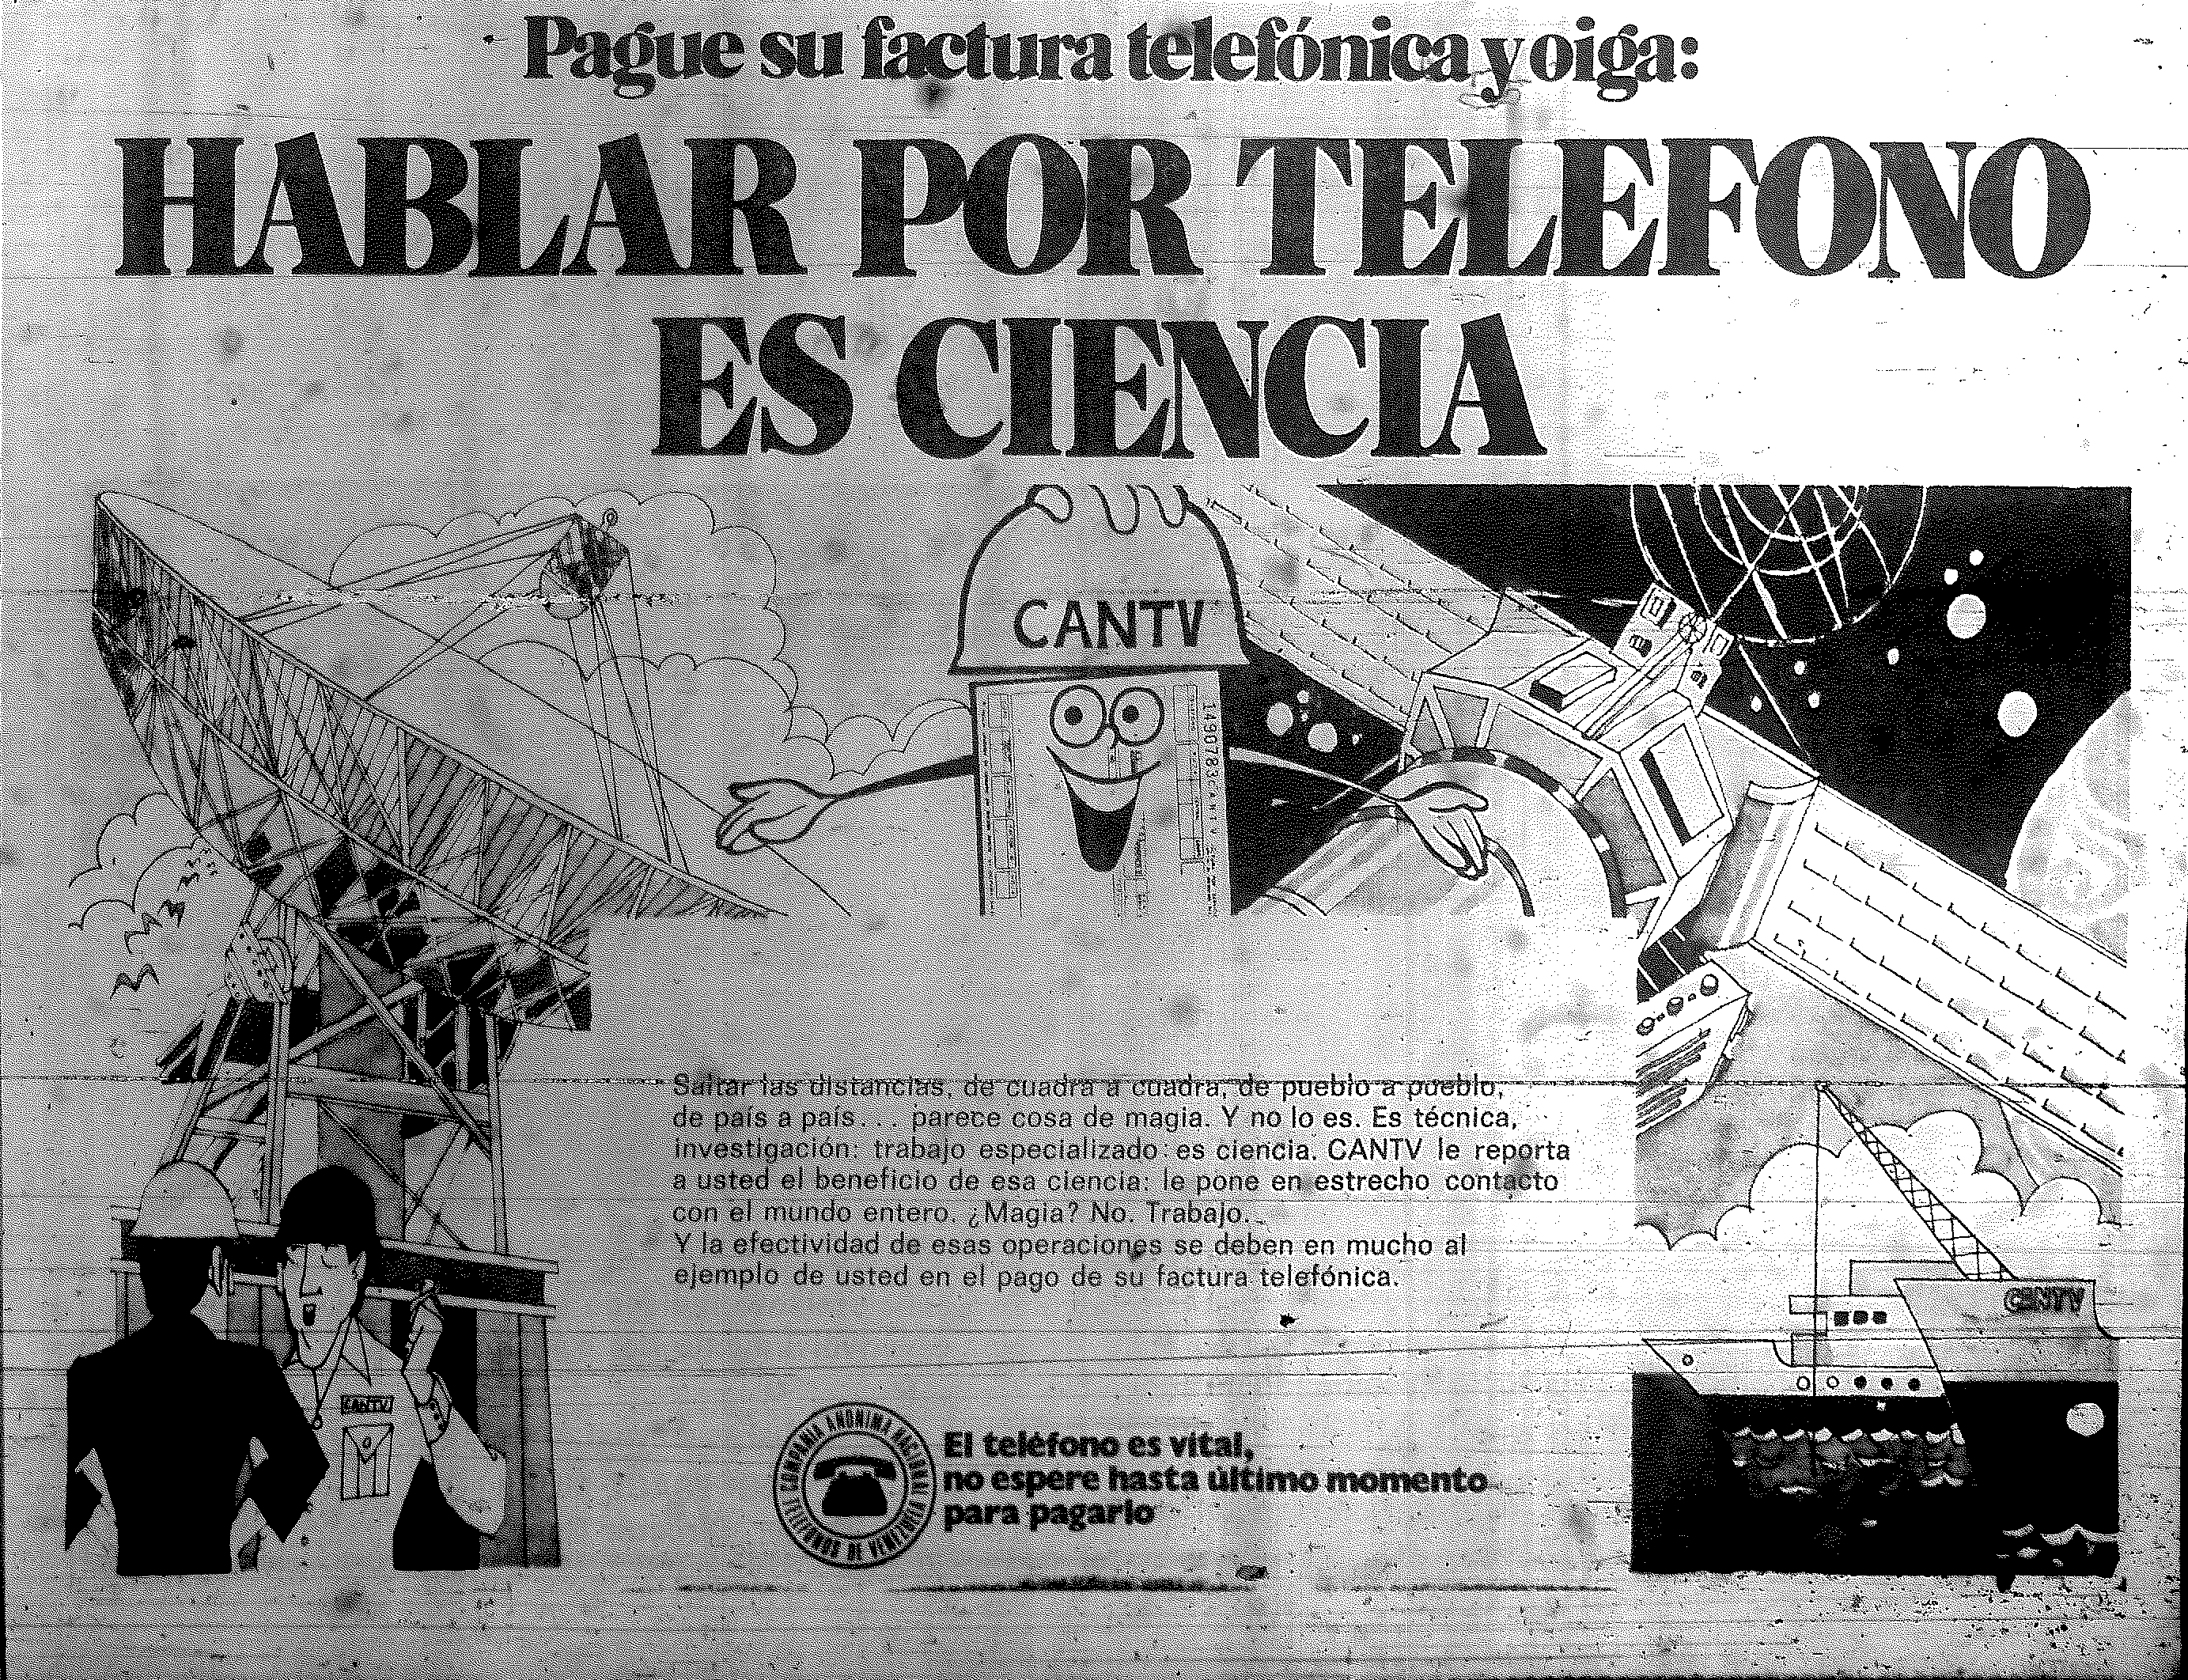 Pague su factura telefónica y oiga:
HABLAR POR TELEFONO
ES CIENCIA
CANTV
1490783CANTV
Saltar las distancias, de cuadra a cuadra, de pueblo a pueblo,
de país a país... parece cosa de magia. Y no lo es. Es técnica,
investigación: trabajo especializado: es ciencia. CANTV le reporta
a usted el beneficio de esa ciencia: le pone en estrecho contacto
con el mundo entero. ¿Magia? No. Trabajo.
Y la efectividad de esas operaciones se deben en mucho al
ejemplo de usted en el pago de su factura telefónica.
CANTV
CANTV
COMPAÑIA ANONIMA NACIONAL TELEFONOS DE VENEZUELA
El teléfono es vital,
no espere hasta último momento
para pagarlo